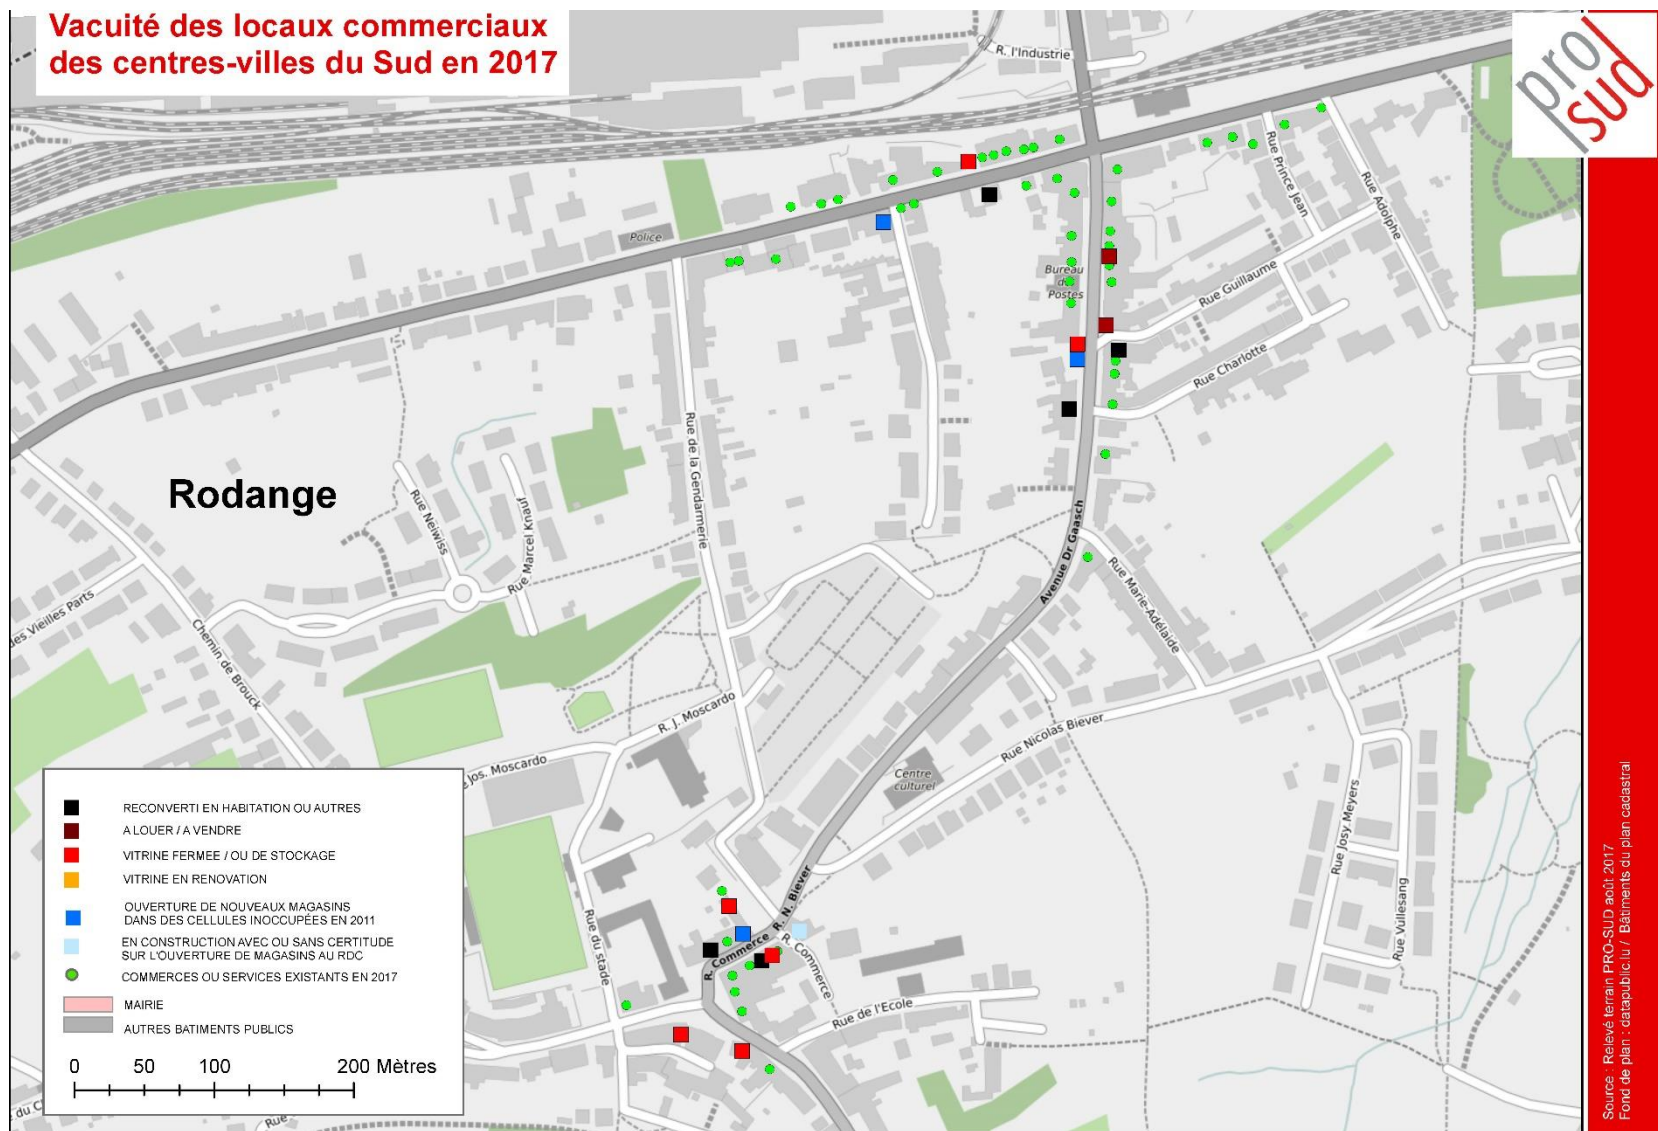 Vacuité des locaux commerciaux
des centres-villes du Sud en 2017
pro
sud
R. l'Industrie
Rue Prince Jean
Rue Adolphe
Police
Bureau
de
Postes
Rue Guillaume
Rue Charlotte
Rodange
Rue de la Gendarmerie
Rue Neiwiss
Rue Marcel Knauf
Avenue Dr Gaasch
Rue Marie-Adélaïde
des Vieilles Parts
Chemin de Brouck
R. J. Moscardo
Jos. Moscardo
Rue Nicolas Biever
Centre
culturel
Rue Josy Meyers
Rue Vullesang
R. N. Biever
R. Commerce
R. Commerce
Rue du stade
Rue de l'Ecole
Rue
du C
RECONVERTI EN HABITATION OU AUTRES
A LOUER / A VENDRE
VITRINE FERMEE / OU DE STOCKAGE
VITRINE EN RENOVATION
OUVERTURE DE NOUVEAUX MAGASINS
DANS DES CELLULES INOCCUPÉES EN 2011
EN CONSTRUCTION AVEC OU SANS CERTITUDE
SUR L'OUVERTURE DE MAGASINS AU RDC
COMMERCES OU SERVICES EXISTANTS EN 2017
MAIRIE
AUTRES BATIMENTS PUBLICS
0 50 100 200 Mètres
Source : Relevé terrain PRO-SUD août 2017
Fond de plan : datapublic.lu / Bâtiments du plan cadastral